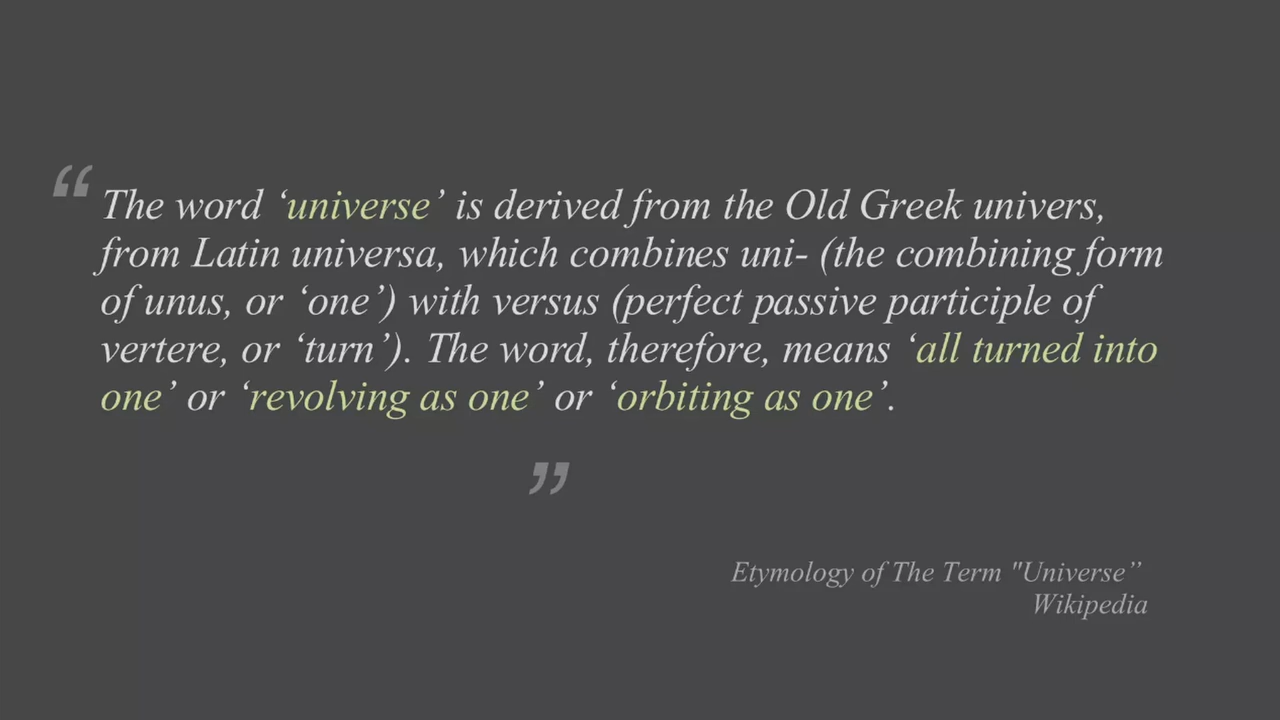 “
The word ‘universe’ is derived from the Old Greek univers,
from Latin universa, which combines uni- (the combining form
of unus, or ‘one’) with versus (perfect passive participle of
vertere, or ‘turn’). The word, therefore, means ‘all turned into
one’ or ‘revolving as one’ or ‘orbiting as one’.
”
Etymology of The Term "Universe”
Wikipedia